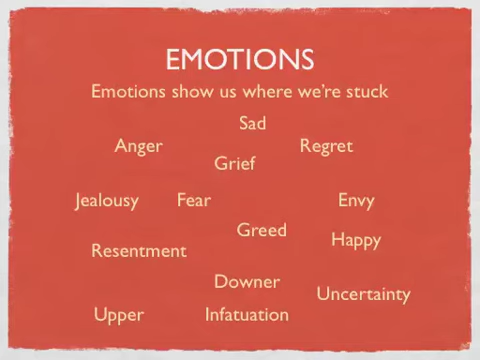 EMOTIONS
Emotions show us where we're stuck
Sad
Anger
Regret
Grief
Jealousy
Fear
Envy
Greed
Happy
Resentment
Downer
Uncertainty
Upper
Infatuation